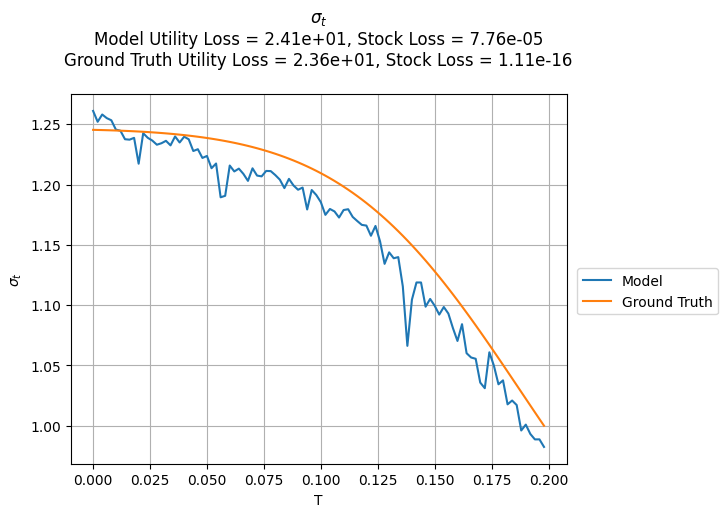 σt
Model Utility Loss = 2.41e+01, Stock Loss = 7.76e-05
Ground Truth Utility Loss = 2.36e+01, Stock Loss = 1.11e-16
1.25
1.20
1.15
1.10
1.05
1.00
σt
0.000 0.025 0.050 0.075 0.100 0.125 0.150 0.175 0.200
T
Model
Ground Truth